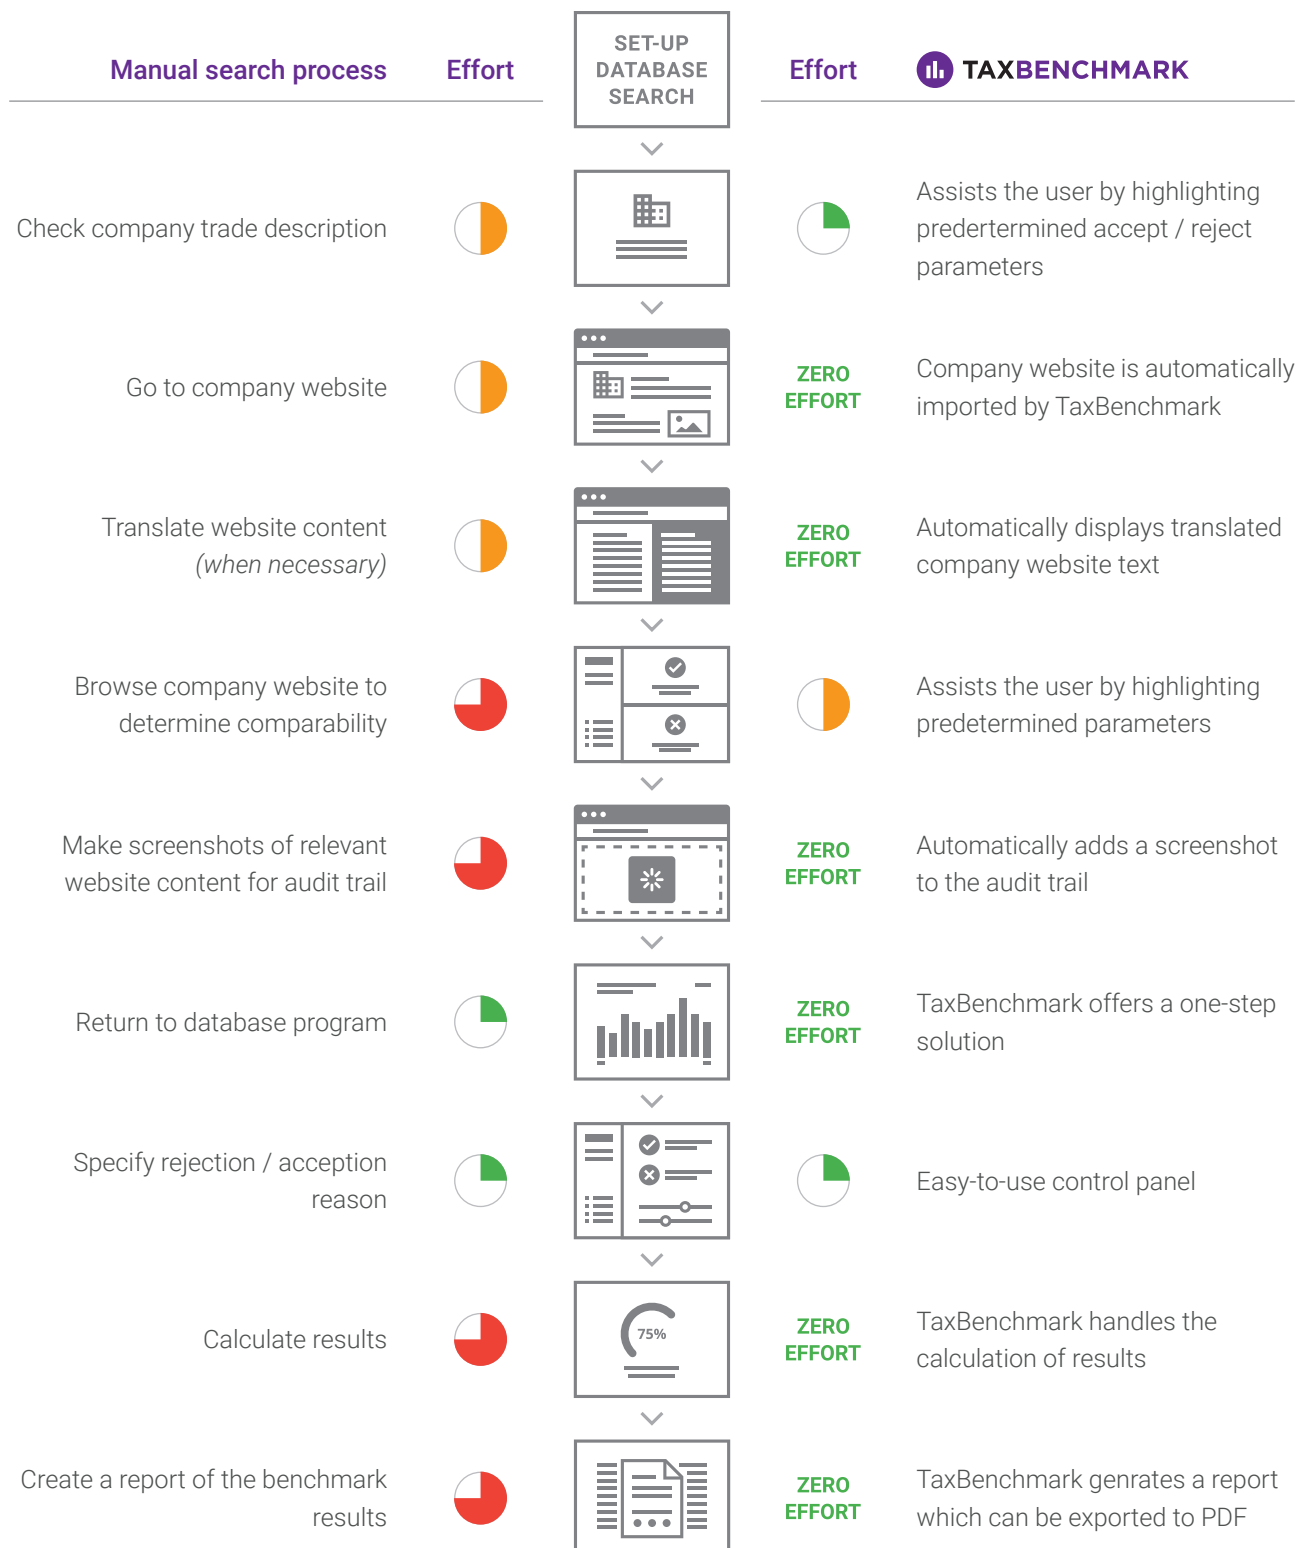 Manual search process
Effort
SET-UP
DATABASE
SEARCH
Effort
TAXBENCHMARK
Check company trade description
Assists the user by highlighting
predertermined accept / reject
parameters
Go to company website
ZERO
EFFORT
Company website is automatically
imported by TaxBenchmark
Translate website content
(when necessary)
ZERO
EFFORT
Automatically displays translated
company website text
Browse company website to
determine comparability
Assists the user by highlighting
predetermined parameters
Make screenshots of relevant
website content for audit trail
ZERO
EFFORT
Automatically adds a screenshot
to the audit trail
Return to database program
ZERO
EFFORT
TaxBenchmark offers a one-step
solution
Specify rejection / acception
reason
Easy-to-use control panel
Calculate results
75%
ZERO
EFFORT
TaxBenchmark handles the
calculation of results
Create a report of the benchmark
results
ZERO
EFFORT
TaxBenchmark genrates a report
which can be exported to PDF